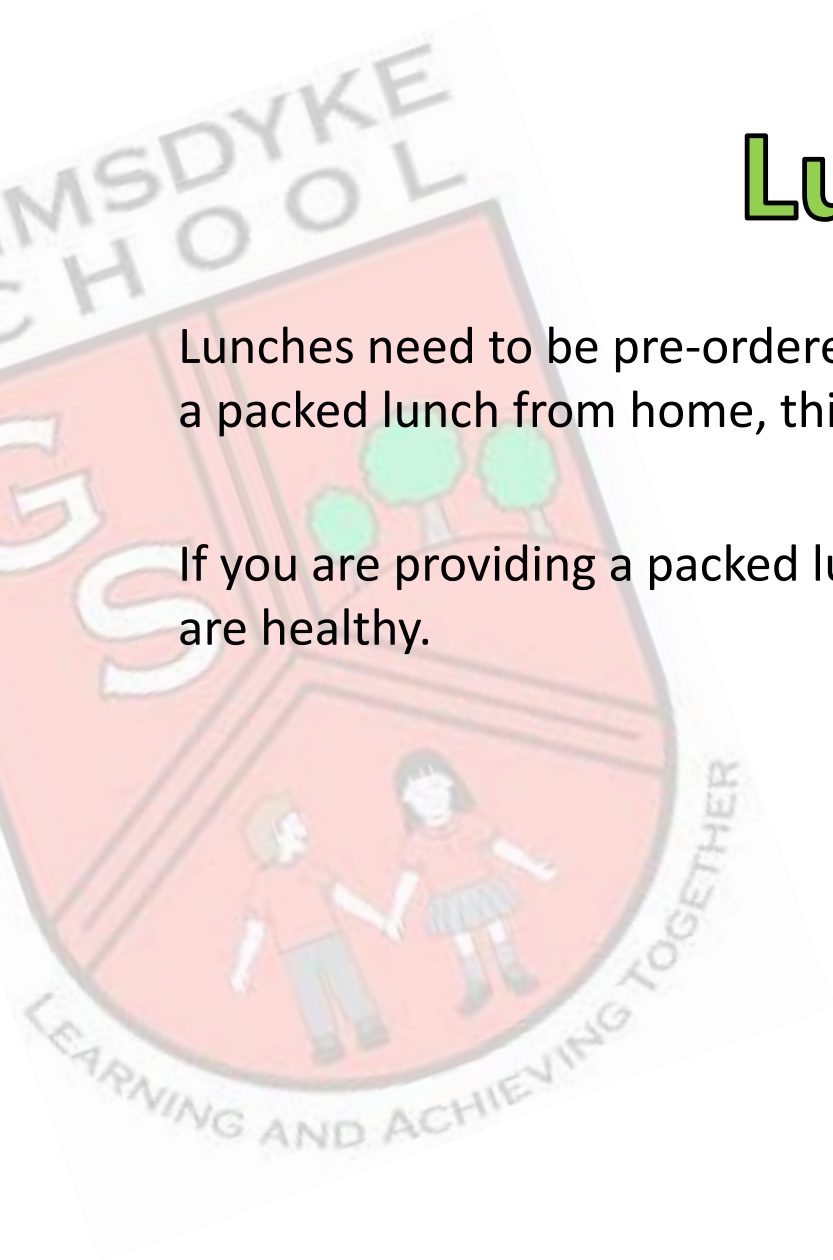 MSDYKE
CHOOL
Lu
Lunches need to be pre-ordere
a packed lunch from home, thi
G
S
If you are providing a packed lu
are healthy.
LEARNING AND ACHIEVING TOGETHER